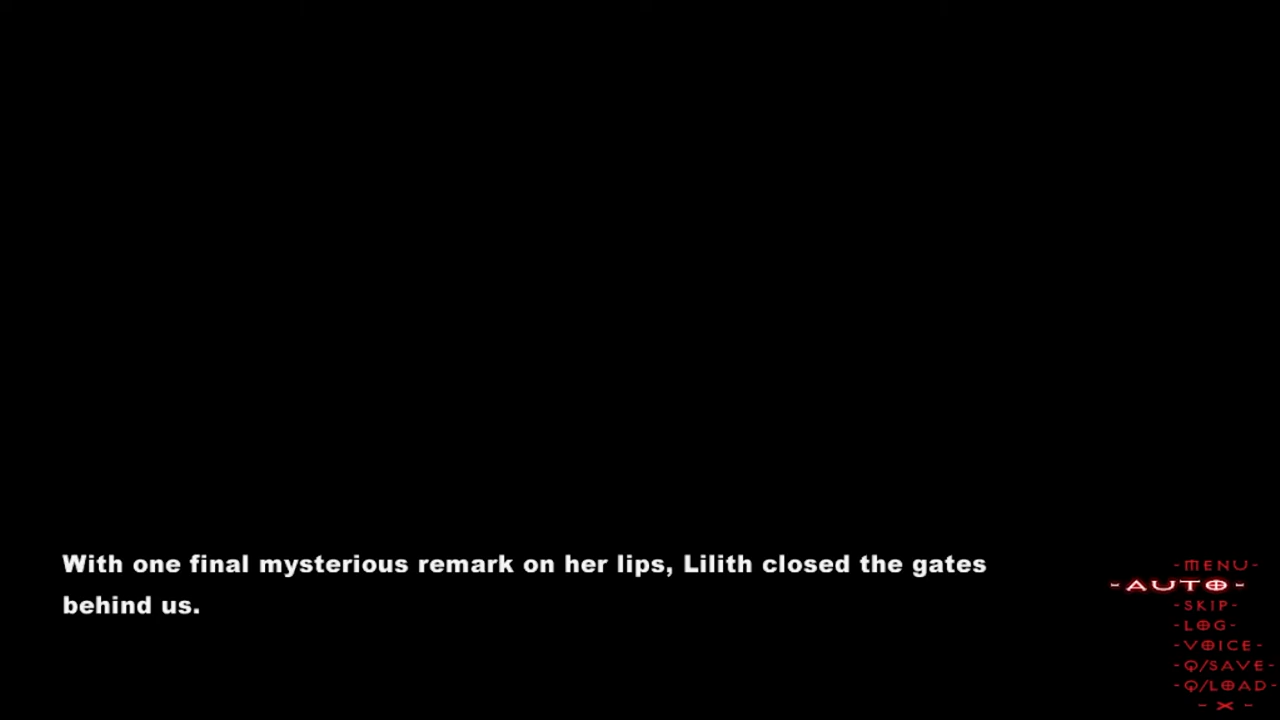 With one final mysterious remark on her lips, Lilith closed the gates
behind us.
-MENU-
-AUTO-
-SKIP-
-LOG-
-VOICE-
-Q/SAVE-
-Q/LOAD-
-X-